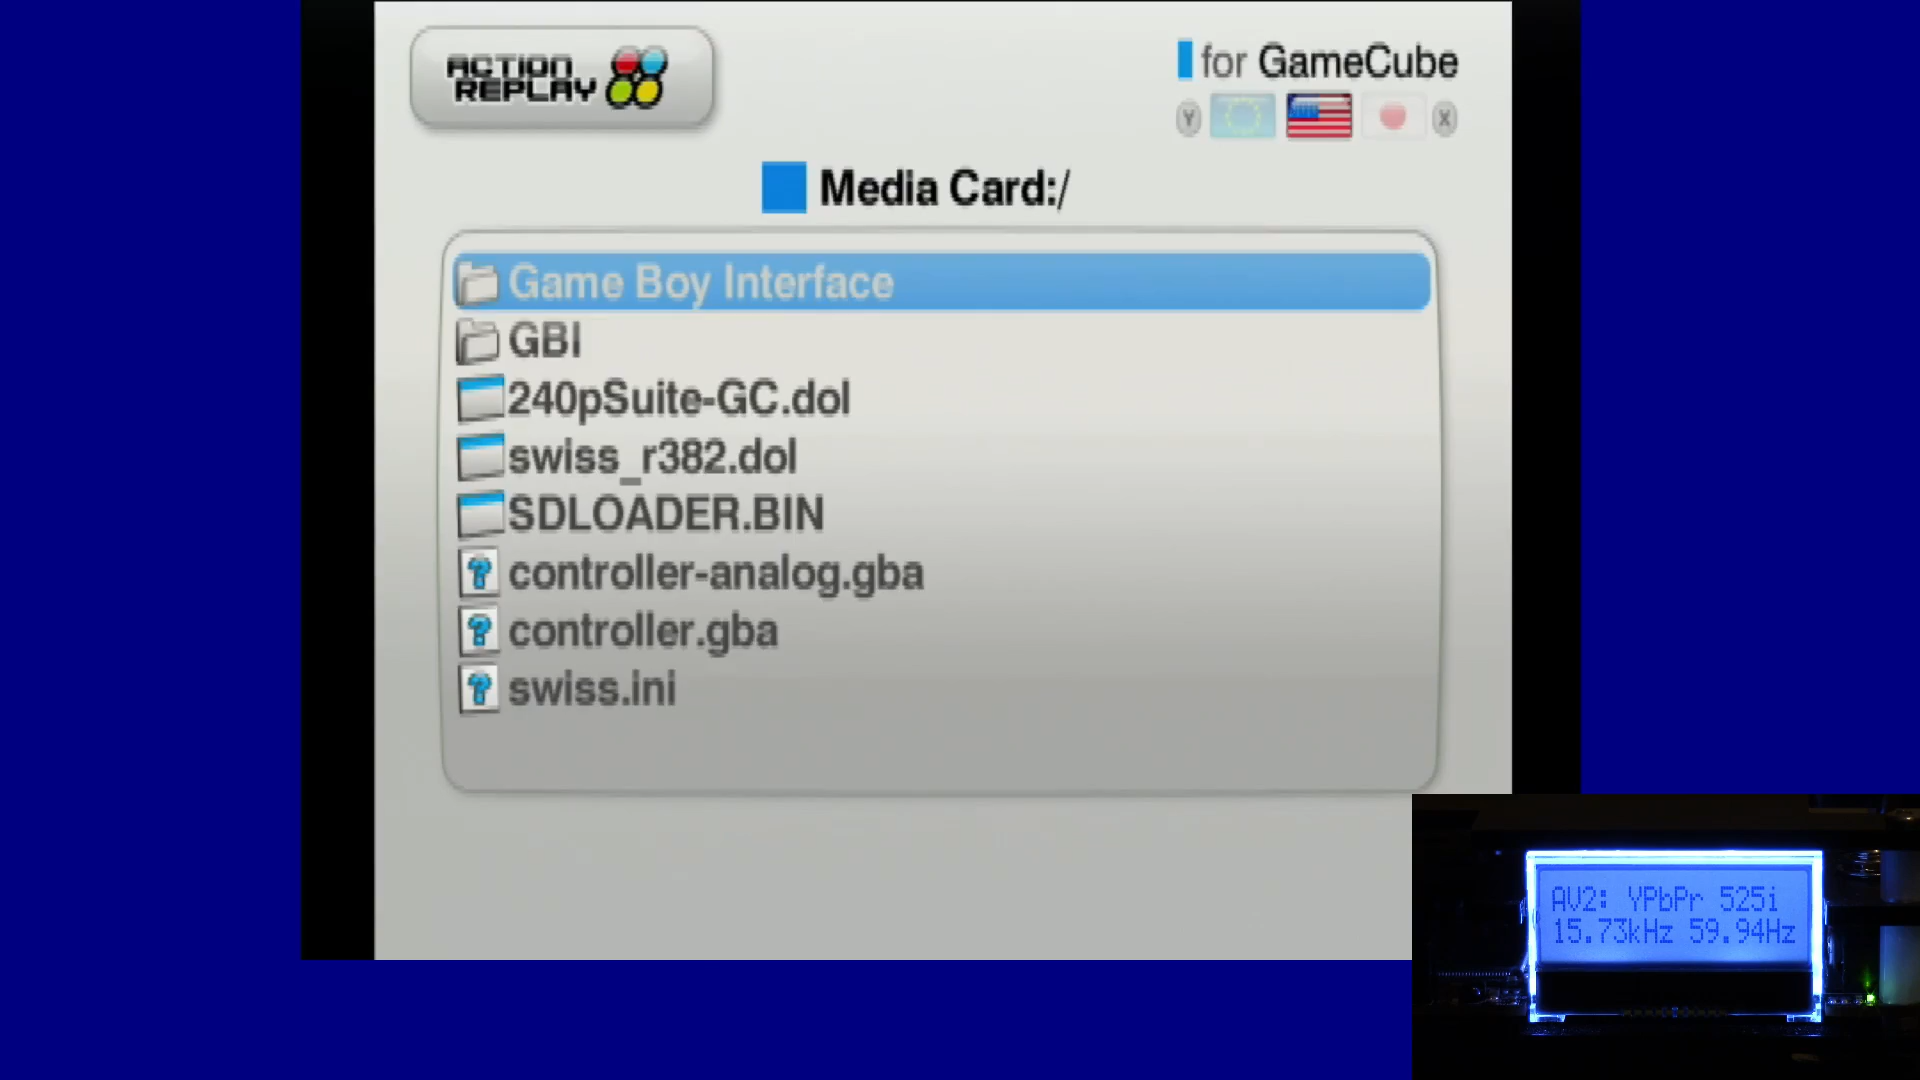 ACTION
REPLAY
for GameCube
Y
X
Media Card:/
Game Boy Interface
GBI
240pSuite-GC.dol
swiss_r382.dol
SDLOADER.BIN
controller-analog.gba
controller.gba
swiss.ini
AV2: YPbPr 525i
15.73kHz 59.94Hz